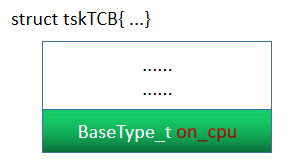 struct tskTCB{ ...}
......
......
BaseType_t on_cpu